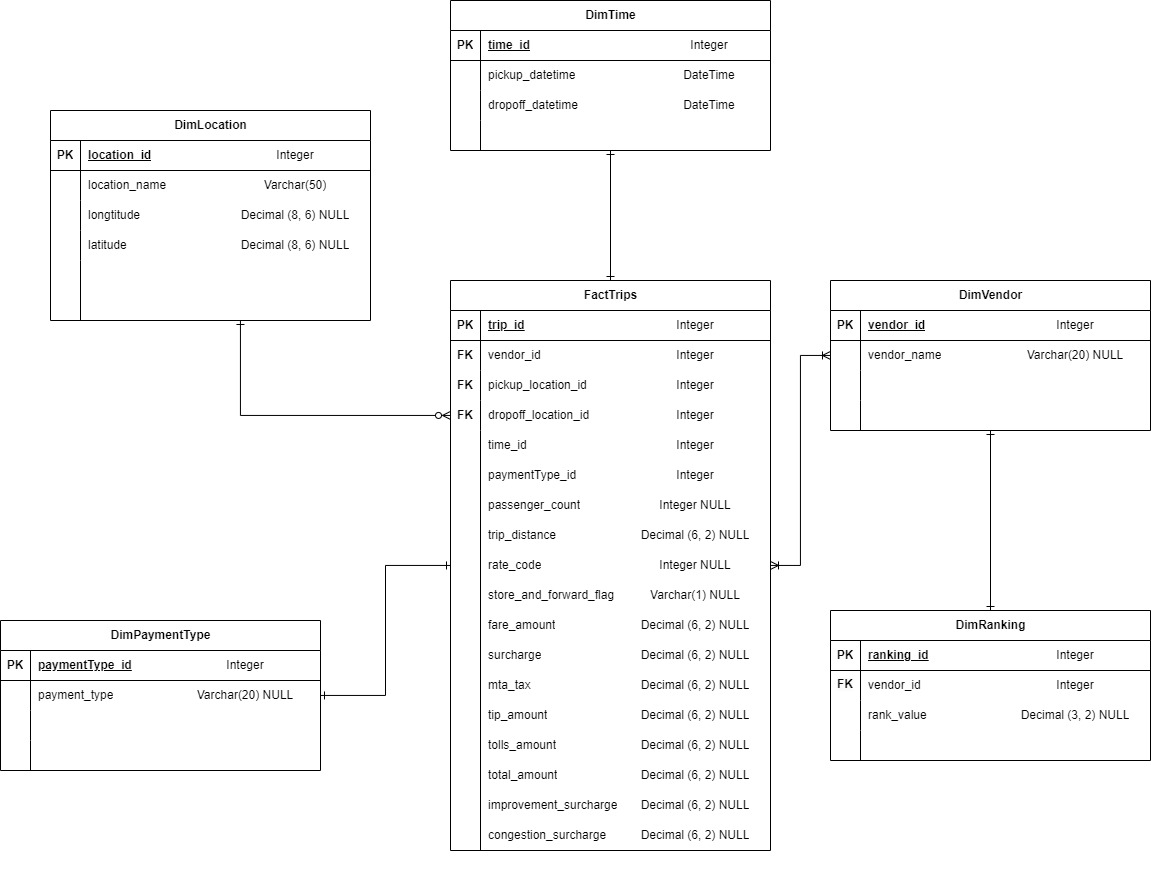 DimTime
PK time_id Integer
pickup_datetime DateTime
dropoff_datetime DateTime
DimLocation
PK location_id Integer
location_name Varchar(50)
longtitude Decimal (8, 6) NULL
latitude Decimal (8, 6) NULL
FactTrips
PK trip_id Integer
FK vendor_id Integer
FK pickup_location_id Integer
FK dropoff_location_id Integer
time_id Integer
paymentType_id Integer
passenger_count Integer NULL
trip_distance Decimal (6, 2) NULL
rate_code Integer NULL
store_and_forward_flag Varchar(1) NULL
fare_amount Decimal (6, 2) NULL
surcharge Decimal (6, 2) NULL
mta_tax Decimal (6, 2) NULL
tip_amount Decimal (6, 2) NULL
tolls_amount Decimal (6, 2) NULL
total_amount Decimal (6, 2) NULL
improvement_surcharge Decimal (6, 2) NULL
congestion_surcharge Decimal (6, 2) NULL
DimVendor
PK vendor_id Integer
vendor_name Varchar(20) NULL
DimPaymentType
PK paymentType_id Integer
payment_type Varchar(20) NULL
DimRanking
PK ranking_id Integer
FK vendor_id Integer
rank_value Decimal (3, 2) NULL